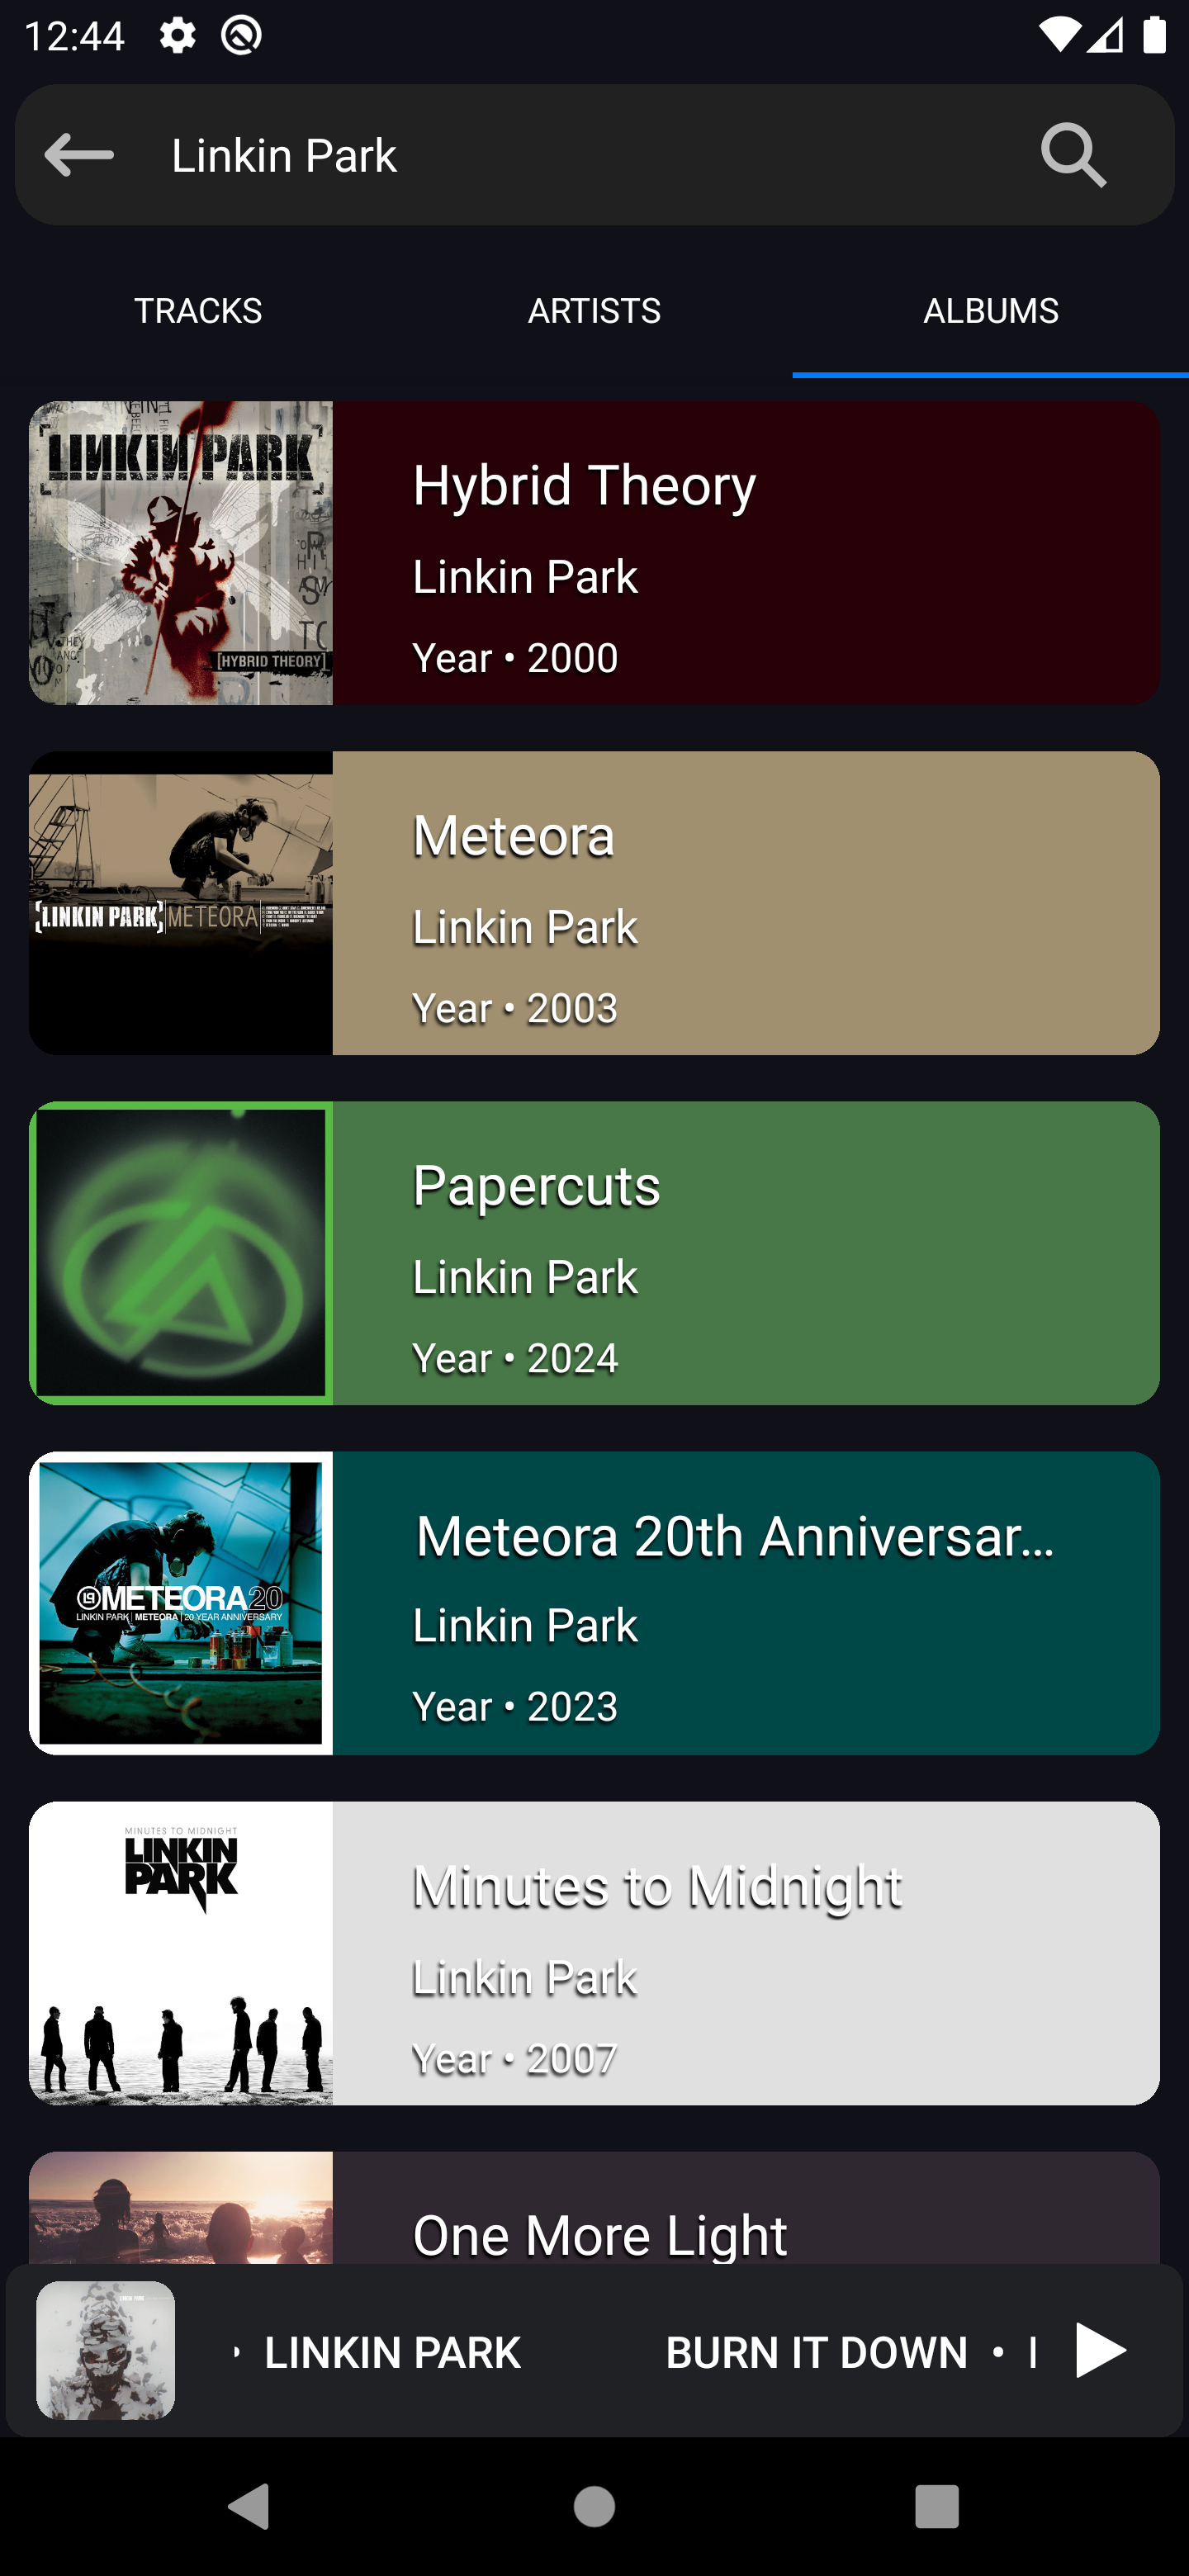 12:44
Linkin Park
TRACKS ARTISTS ALBUMS
LINKIN PARK
[HYBRID THEORY]
Hybrid Theory
Linkin Park
Year • 2000
[LINKIN PARK] METEORA
Meteora
Linkin Park
Year • 2003
Papercuts
Linkin Park
Year • 2024
METEORA20
LINKIN PARK | METEORA | 20 YEAR ANNIVERSARY
Meteora 20th Anniversar...
Linkin Park
Year • 2023
MINUTES TO MIDNIGHT
LINKIN
PARK
Minutes to Midnight
Linkin Park
Year • 2007
One More Light
• LINKIN PARK BURN IT DOWN •